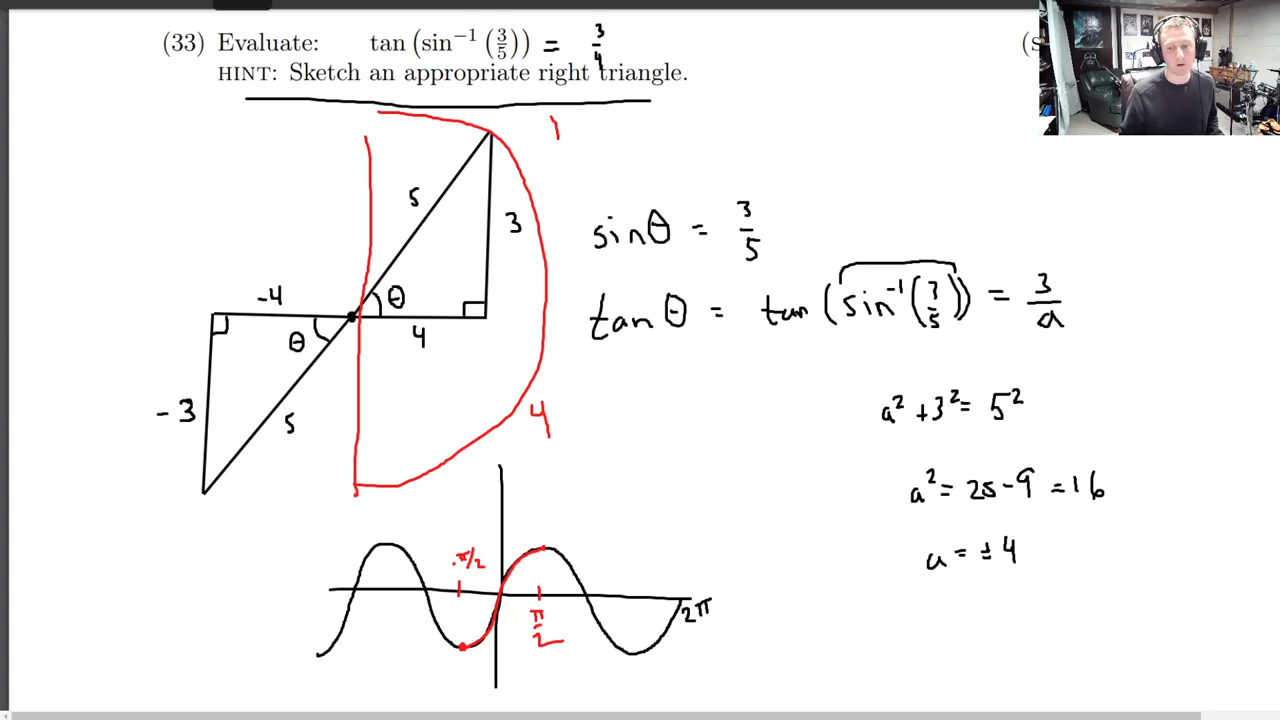 (33) Evaluate: tan (sin⁻¹ (3/5)) = 3/4
HINT: Sketch an appropriate right triangle.
(S
1
5
3
θ
4
-4
θ
-3
5
4
sinθ = 3/5
tanθ = tan(sin⁻¹(3/5)) = 3/a
a² + 3² = 5²
a² = 25 - 9 = 16
a = ±4
-π/2
π/2
2π